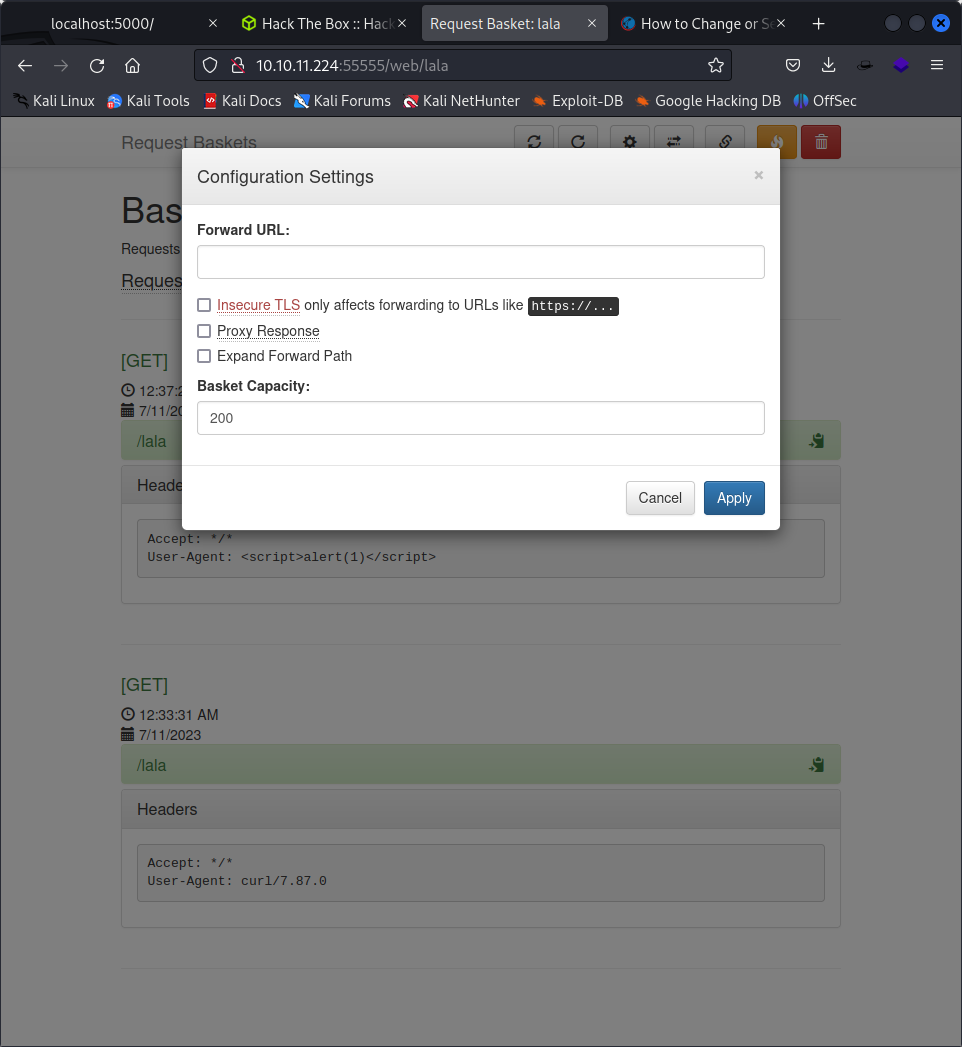 localhost:5000/
Hack The Box :: Hack
Request Basket: lala
How to Change or Se
10.10.11.224:55555/web/lala
Kali Linux Kali Tools Kali Docs Kali Forums Kali NetHunter Exploit-DB Google Hacking DB OffSec
Request Baskets
Configuration Settings
Bas
Forward URL:
Requests
Reques
Insecure TLS only affects forwarding to URLs like https://...
Proxy Response
Expand Forward Path
[GET]
Basket Capacity:
12:37:2
7/11/20
200
/lala
Heade
Cancel Apply
Accept: */*
User-Agent: <script>alert(1)</script>
[GET]
12:33:31 AM
7/11/2023
/lala
Headers
Accept: */*
User-Agent: curl/7.87.0